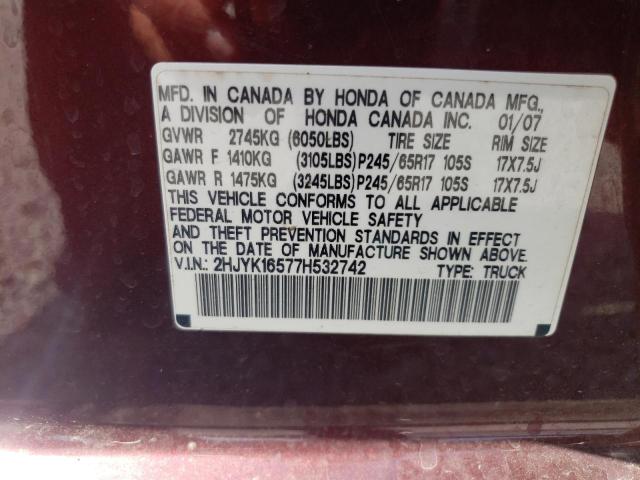 MFD. IN CANADA BY HONDA OF CANADA MFG.,
A DIVISION OF HONDA CANADA INC. 01/07
GVWR 2745KG (6050LBS) TIRE SIZE RIM SIZE
GAWR F 1410KG (3105LBS) P245/65R17 105S 17X7.5J
GAWR R 1475KG (3245LBS) P245/65R17 105S 17X7.5J
THIS VEHICLE CONFORMS TO ALL APPLICABLE
FEDERAL MOTOR VEHICLE SAFETY
AND THEFT PREVENTION STANDARDS IN EFFECT
ON THE DATE OF MANUFACTURE SHOWN ABOVE.
V.I.N.: 2HJYK16577H532742 TYPE: TRUCK